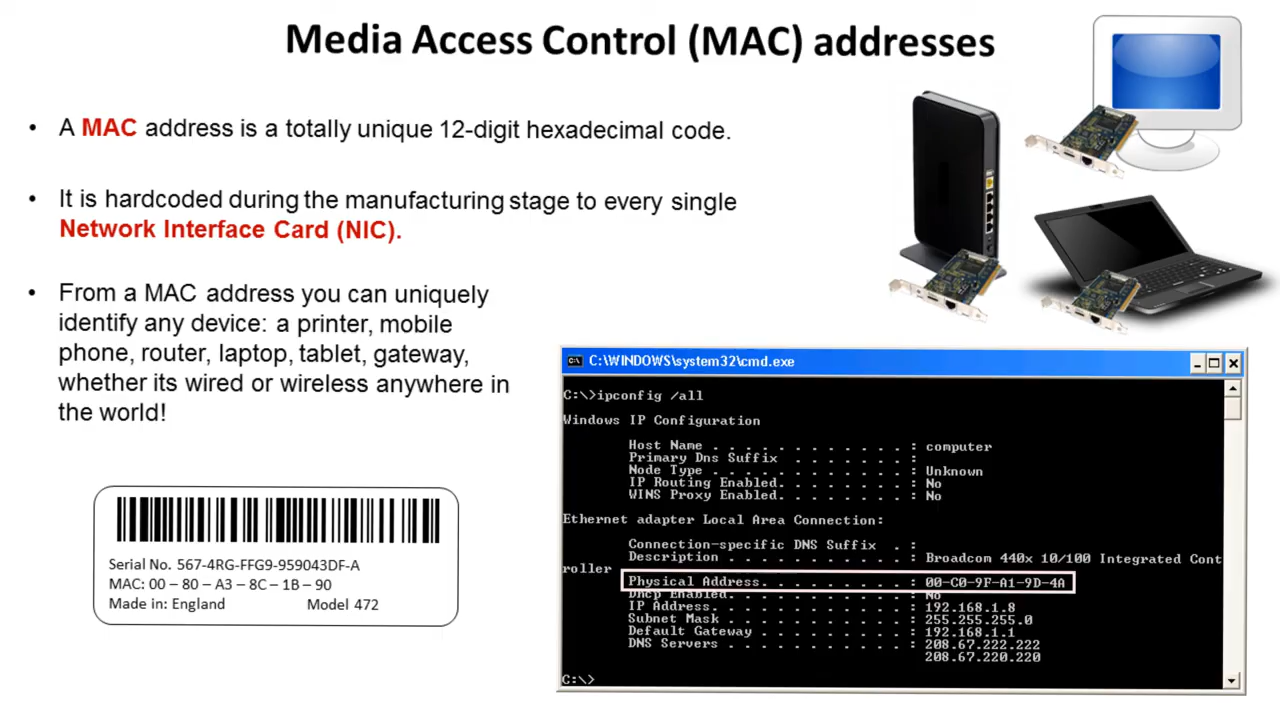 Media Access Control (MAC) addresses
• A MAC address is a totally unique 12-digit hexadecimal code.
• It is hardcoded during the manufacturing stage to every single
Network Interface Card (NIC).
• From a MAC address you can uniquely
identify any device: a printer, mobile
phone, router, laptop, tablet, gateway,
whether its wired or wireless anywhere in
the world!
Serial No. 567-4RG-FFG9-959043DF-A
MAC: 00 – 80 – A3 – 8C – 1B – 90
Made in: England Model 472
C:\WINDOWS\system32\cmd.exe
C:\>ipconfig /all
Windows IP Configuration
Host Name . . . . . . . . . . . . : computer
Primary Dns Suffix . . . . . . . :
Node Type . . . . . . . . . . . . : Unknown
IP Routing Enabled. . . . . . . . : No
WINS Proxy Enabled. . . . . . . . : No
Ethernet adapter Local Area Connection:
Connection-specific DNS Suffix . :
Description . . . . . . . . . . . : Broadcom 440x 10/100 Integrated Cont
roller
Physical Address. . . . . . . . . : 00-C0-9F-A1-9D-4A
Dhcp Enabled. . . . . . . . . . . : No
IP Address. . . . . . . . . . . . : 192.168.1.8
Subnet Mask . . . . . . . . . . . : 255.255.255.0
Default Gateway . . . . . . . . . : 192.168.1.1
DNS Servers . . . . . . . . . . . : 208.67.222.222
208.67.220.220
C:\>